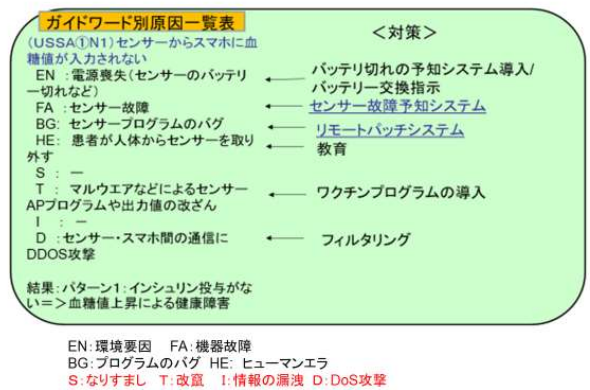 ガイドワード別原因一覧表
<対策>
(USSA①N1)センサーからスマホに血
糖値が入力されない
EN :電源喪失(センサーのバッテリ
ー切れなど)
バッテリ切れの予知システム導入/
バッテリー交換指示
FA :センサー故障
センサー故障予知システム
BG: センサープログラムのバグ
リモートパッチシステム
HE: 患者が人体からセンサーを取り
外す
教育
S : ー
T : マルウエアなどによるセンサー
APプログラムや出力値の改ざん
ワクチンプログラムの導入
I : ー
D :センサー・スマホ間の通信に
DDOS攻撃
フィルタリング
結果:パターン1:インシュリン投与がな
い=>血糖値上昇による健康障害
EN:環境要因 FA:機器故障
BG:プログラムのバグ HE: ヒューマンエラ
S:なりすまし T:改竄 I:情報の漏洩 D:DoS攻撃